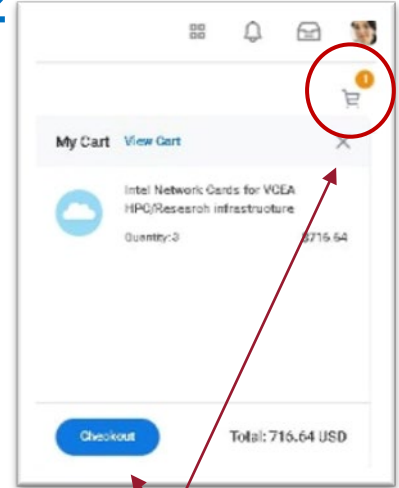 1
My Cart View Cart
Intel Network Cards for VCEA
HPC/Research infrastructure
Quantity: 3 $716.64
Checkout Total: 716.64 USD